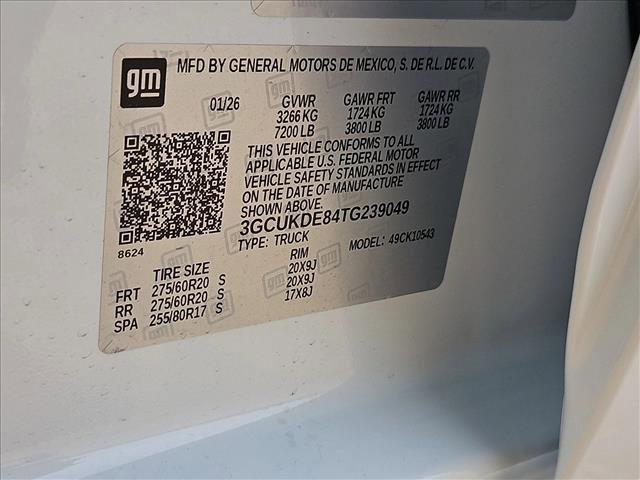 gm
MFD BY GENERAL MOTORS DE MEXICO, S. DE R.L. DE C.V.
01/26 GVWR GAWR FRT GAWR RR
3266 KG 1724 KG 1724 KG
7200 LB 3800 LB 3800 LB
THIS VEHICLE CONFORMS TO ALL
APPLICABLE U.S. FEDERAL MOTOR
VEHICLE SAFETY STANDARDS IN EFFECT
ON THE DATE OF MANUFACTURE
SHOWN ABOVE.
3GCUKDE84TG239049
8624 TYPE: TRUCK MODEL: 49CK10543
TIRE SIZE RIM
FRT 275/60R20 S 20X9J
RR 275/60R20 S 20X9J
SPA 255/80R17 S 17X8J